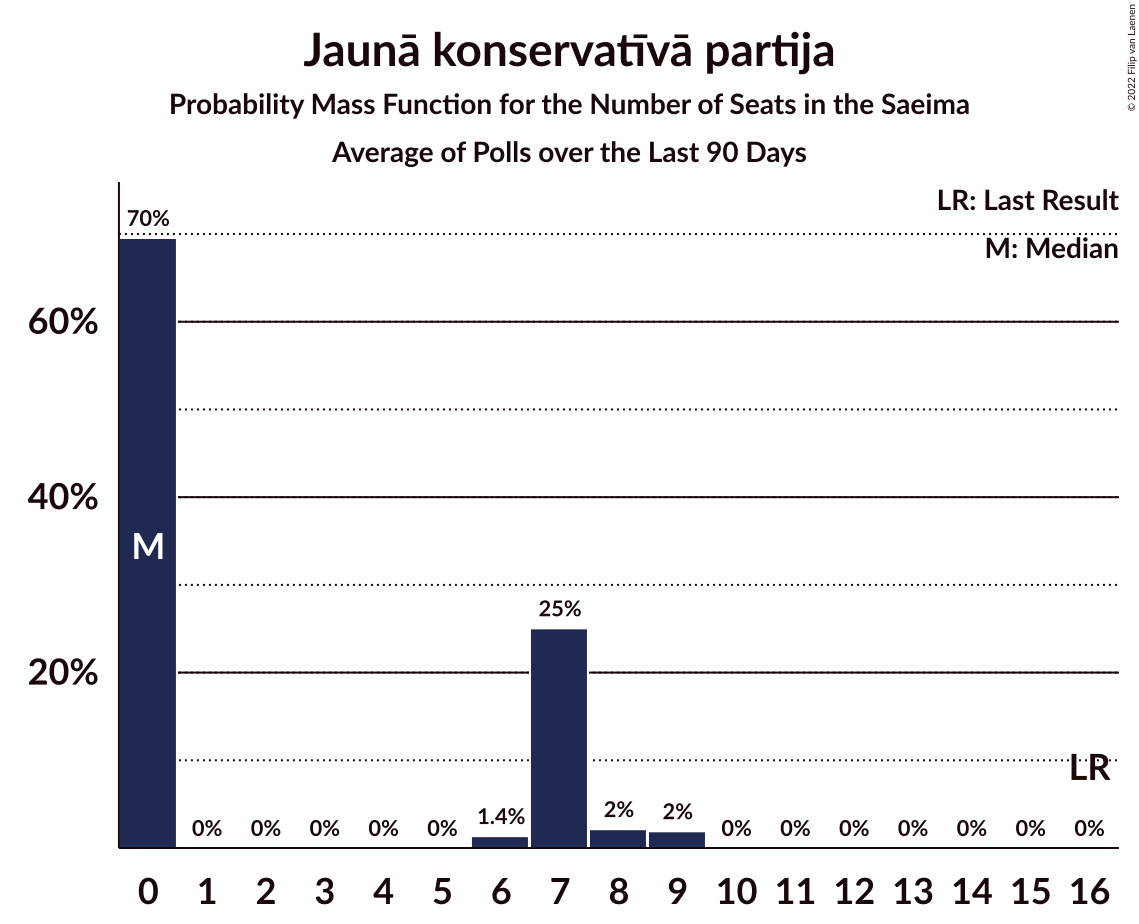 Jaunā konservatīvā partija
Probability Mass Function for the Number of Seats in the Saeima
Average of Polls over the Last 90 Days
© 2022 Filip van Laenen
LR: Last Result
M: Median
70%
60%
40%
M
25%
20%
LR
0% 0% 0% 0% 0% 1.4% 2% 2% 0% 0% 0% 0% 0% 0% 0%
0 1 2 3 4 5 6 7 8 9 10 11 12 13 14 15 16